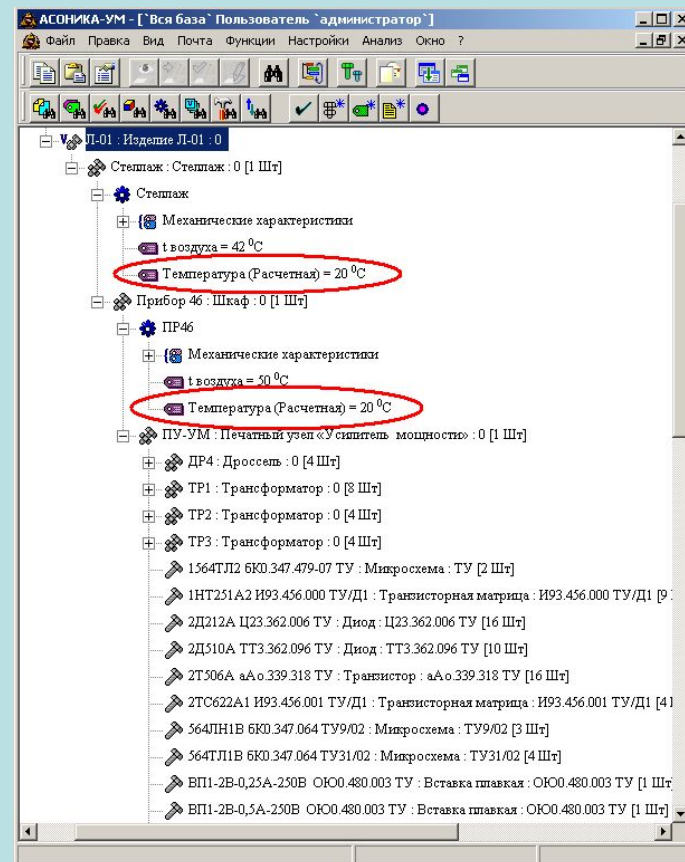 АСОНИКА-УМ - [`Вся база` Пользователь `администратор`]
Файл Правка Вид Почта Функции Настройки Анализ Окно ?
Л-01 : Изделие Л-01 : 0
Стеллаж : Стеллаж : 0 [1 Шт]
Стеллаж
Механические характеристики
t воздуха = 42 ⁰C
Температура (Расчетная) = 20 ⁰C
Прибор 46 : Шкаф : 0 [1 Шт]
ПР46
Механические характеристики
t воздуха = 50 ⁰C
Температура (Расчетная) = 20 ⁰C
ПУ-УМ : Печатный узел «Усилитель мощности» : 0 [1 Шт]
ДР4 : Дроссель : 0 [4 Шт]
ТР1 : Трансформатор : 0 [8 Шт]
ТР2 : Трансформатор : 0 [4 Шт]
ТР3 : Трансформатор : 0 [4 Шт]
1564ТЛ2 бК0.347.479-07 ТУ : Микросхема : ТУ [2 Шт]
1НТ251А2 И93.456.000 ТУ/Д1 : Транзисторная матрица : И93.456.000 ТУ/Д1 [9
2Д212А Ц23.362.006 ТУ : Диод : Ц23.362.006 ТУ [16 Шт]
2Д510А ТТ3.362.096 ТУ : Диод : ТТ3.362.096 ТУ [10 Шт]
2Т506А аАо.339.318 ТУ : Транзистор : аАо.339.318 ТУ [16 Шт]
2ТС622А1 И93.456.001 ТУ/Д1 : Транзисторная матрица : И93.456.001 ТУ/Д1 [4
564ЛН1В бК0.347.064 ТУ9/02 : Микросхема : ТУ9/02 [3 Шт]
564ТЛ1В бК0.347.064 ТУ31/02 : Микросхема : ТУ31/02 [4 Шт]
ВП1-2В-0,25А-250В ОЮ0.480.003 ТУ : Вставка плавкая : ОЮ0.480.003 ТУ [1 Шт
ВП1-2В-0,5А-250В ОЮ0.480.003 ТУ : Вставка плавкая : ОЮ0.480.003 ТУ [1 Шт]